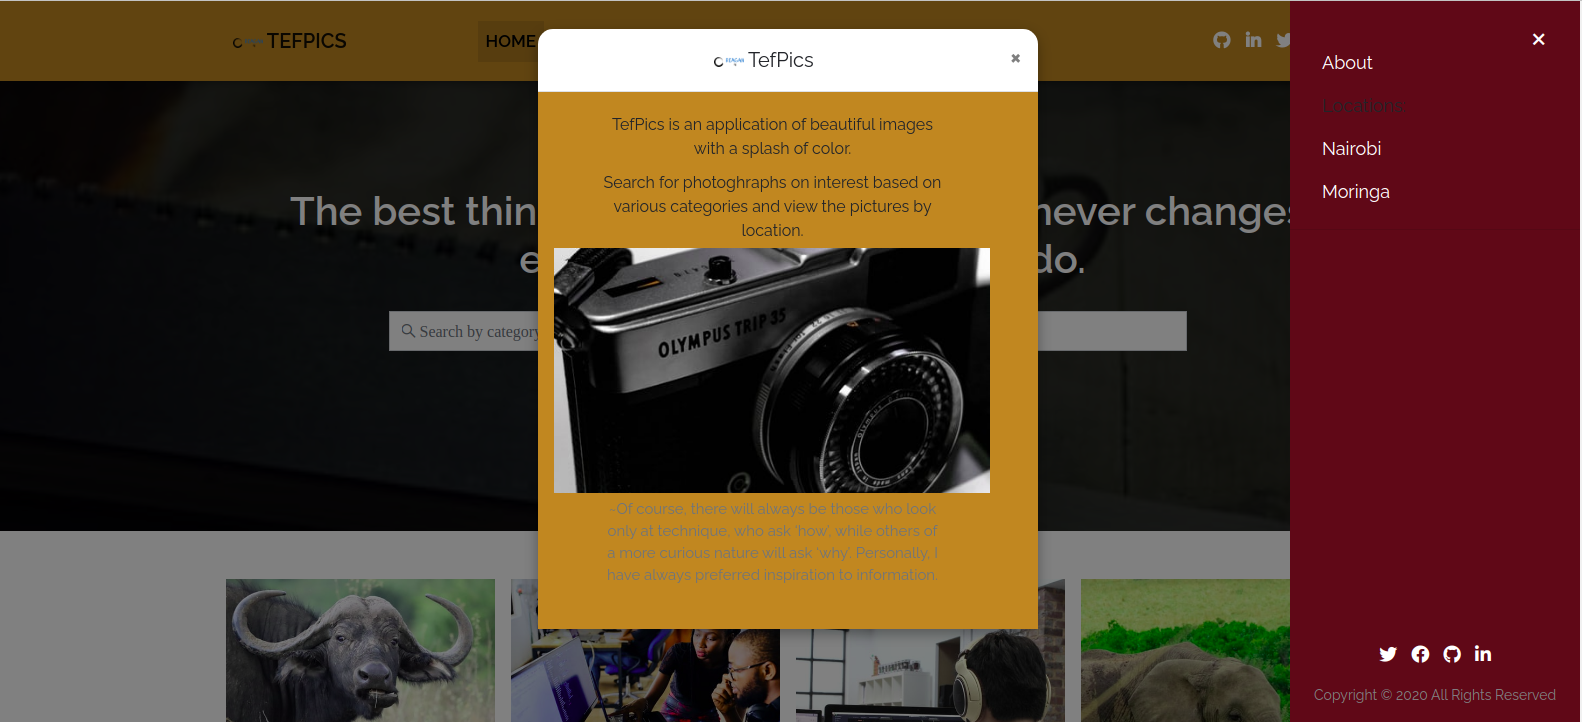 TEFPICS
HOME
REAGAN TefPics
×
×
About
Locations
Nairobi
Moringa
TefPics is an application of beautiful images
with a splash of color.
Search for photoghraphs on interest based on
various categories and view the pictures by
location.
The best thin
never changes
e
do.
Search by category
OLYMPUS TRIP 35
-Of course, there will always be those who look
only at technique, who ask 'how', while others of
a more curious nature will ask 'why'. Personally, I
have always preferred inspiration to information.
Copyright © 2020 All Rights Reserved